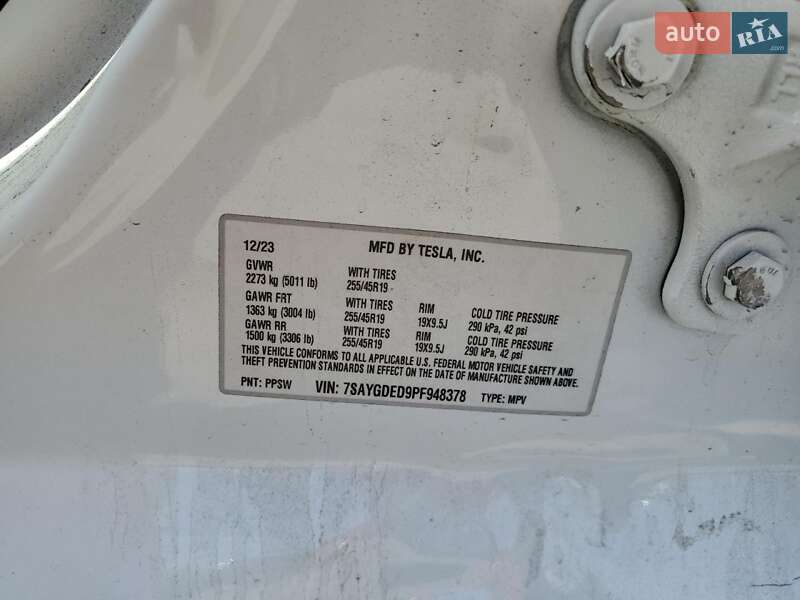 auto RIA .com
12/23 MFD BY TESLA, INC.
GVWR WITH TIRES
2273 kg (5011 lb) 255/45R19 -
GAWR FRT WITH TIRES RIM COLD TIRE PRESSURE
1363 kg (3004 lb) 255/45R19 19X9.5J 290 kPa, 42 psi
GAWR RR WITH TIRES RIM COLD TIRE PRESSURE
1500 kg (3306 lb) 255/45R19 19X9.5J 290 kPa, 42 psi
THIS VEHICLE CONFORMS TO ALL APPLICABLE U.S. FEDERAL MOTOR VEHICLE SAFETY AND
THEFT PREVENTION STANDARDS IN EFFECT ON THE DATE OF MANUFACTURE SHOWN ABOVE.
PNT: PPSW VIN: 7SAYGDED9PF948378 TYPE: MPV